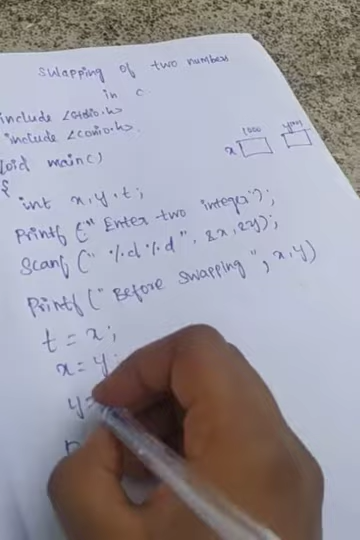 Swapping of two numbers
in c
include <stdio.h>
include <conio.h>
void main()
{
1000
x
int x,y,t;
Printf ("Enter two integer");
Scanf ("%d%d", &x,&y);
Printf ("Before Swapping", x,y)
t = x;
x = y;
y=